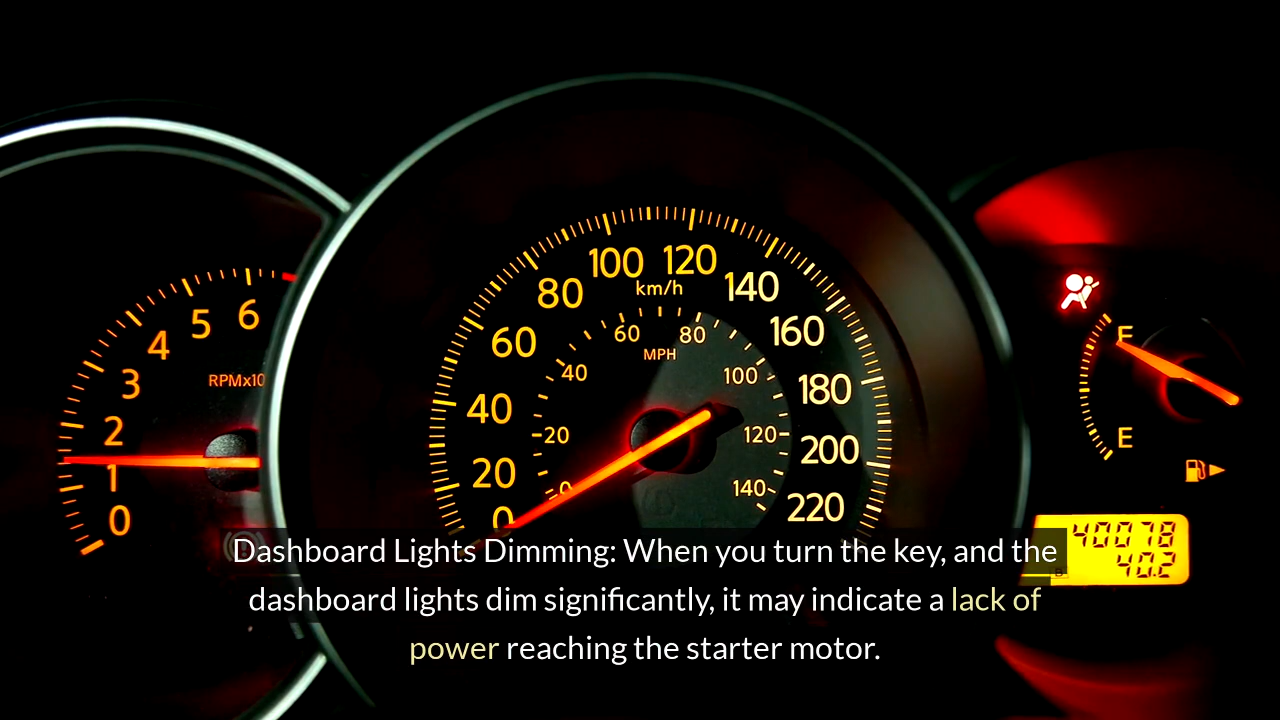 6
5
4
3
2
1
0
RPMx10
100 120
80 140
km/h
60 160
60 80
MPH
40 100
40 180
20 120
20 200
0 140
0 220
F
E
40078
40.2
Dashboard Lights Dimming: When you turn the key, and the
dashboard lights dim significantly, it may indicate a lack of
power reaching the starter motor.